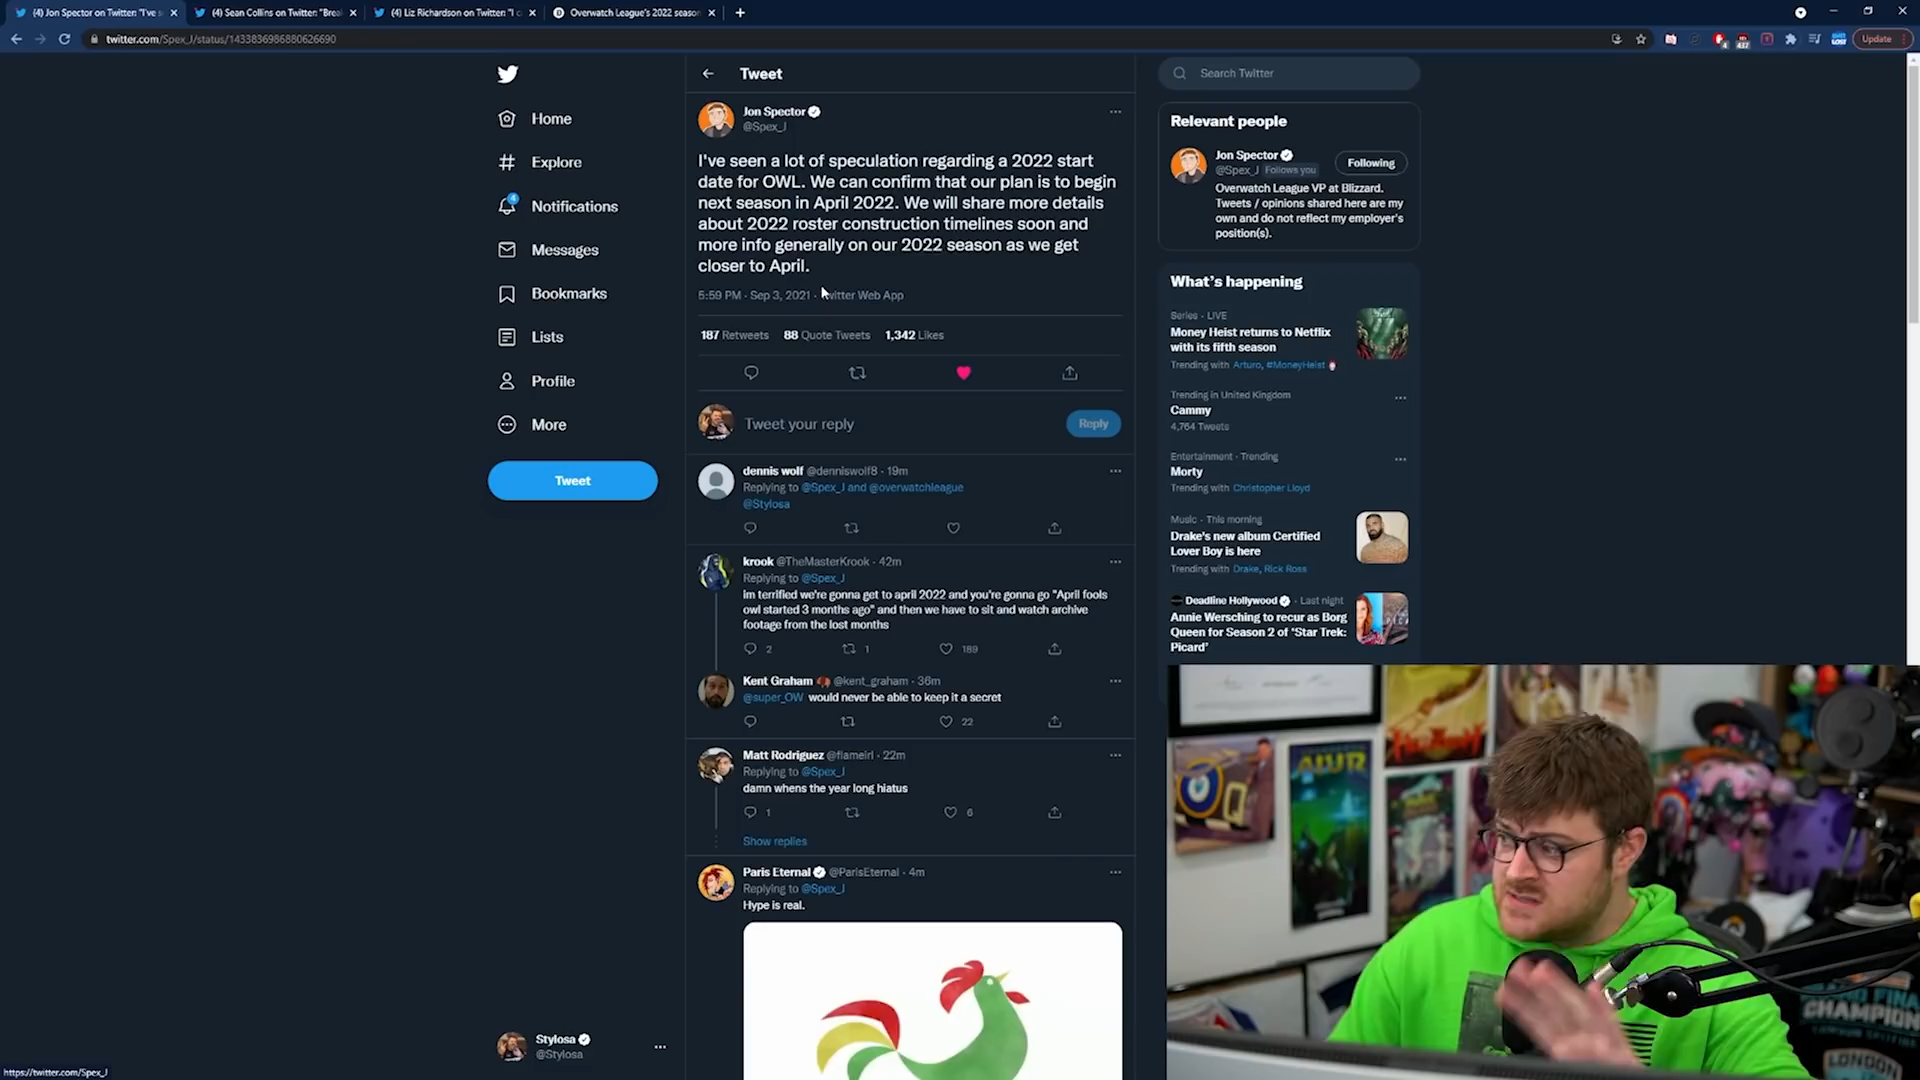 (4) Jon Spector on Twitter: "I've s
(4) Sean Collins on Twitter: "Brea
(4) Liz Richardson on Twitter: "I c
Overwatch League's 2022 seaso
twitter.com/Spex_J/status/1433836986880626690
4
437
Update
Home
Explore
4
Notifications
Messages
Bookmarks
Lists
Profile
More
Tweet
Stylosa
@Stylosa
https://twitter.com/Spex_J
Tweet
Jon Spector
@Spex_J
I've seen a lot of speculation regarding a 2022 start
date for OWL. We can confirm that our plan is to begin
next season in April 2022. We will share more details
about 2022 roster construction timelines soon and
more info generally on our 2022 season as we get
closer to April.
5:59 PM · Sep 3, 2021 · Twitter Web App
187 Retweets 88 Quote Tweets 1,342 Likes
Tweet your reply
Reply
dennis wolf @denniswolf8 · 19m
Replying to @Spex_J and @overwatchleague
@Stylosa
krook @TheMasterKrook · 42m
Replying to @Spex_J
im terrified we're gonna get to april 2022 and you're gonna go "April fools
owl started 3 months ago" and then we have to sit and watch archive
footage from the lost months
2 1 189
Kent Graham @kent_graham · 36m
@super_OW would never be able to keep it a secret
22
Matt Rodriguez @flameirl · 22m
Replying to @Spex_J
damn whens the year long hiatus
1 6
Show replies
Paris Eternal @ParisEternal · 4m
Replying to @Spex_J
Hype is real.
Search Twitter
Relevant people
Jon Spector
@Spex_J Follows you
Following
Overwatch League VP at Blizzard.
Tweets / opinions shared here are my
own and do not reflect my employer's
position(s).
What's happening
Series · LIVE
Money Heist returns to Netflix
with its fifth season
Trending with Arturo, #MoneyHeist
Trending in United Kingdom
Cammy
4,764 Tweets
Entertainment · Trending
Morty
Trending with Christopher Lloyd
Music · This morning
Drake's new album Certified
Lover Boy is here
Trending with Drake, Rick Ross
Deadline Hollywood · Last night
Annie Wersching to recur as Borg
Queen for Season 2 of 'Star Trek:
Picard'
CHAMPION
LONDON